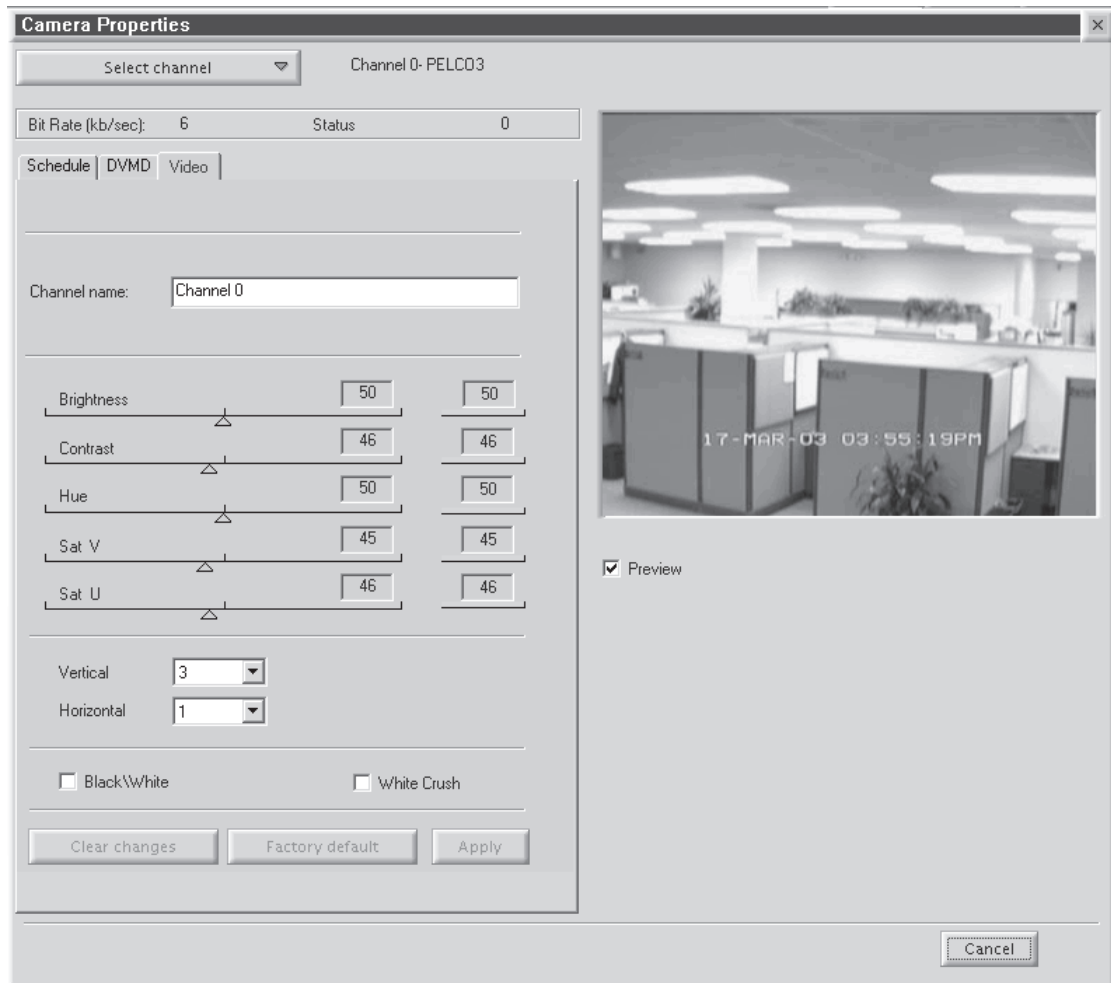 Camera Properties
Select channel
Channel 0- PELCO3
Bit Rate (kb/sec): 6 Status 0
Schedule DVMD Video
Channel name: Channel 0
Brightness 50 50
Contrast 46 46
Hue 50 50
Sat V 45 45
Sat U 46 46
Vertical 3
Horizontal 1
Black\White White Crush
Clear changes Factory default Apply
17-MAR-03 03:55:19PM
Preview
Cancel